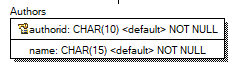 Authors
authorid: CHAR(10) <default> NOT NULL
name: CHAR(15) <default> NOT NULL